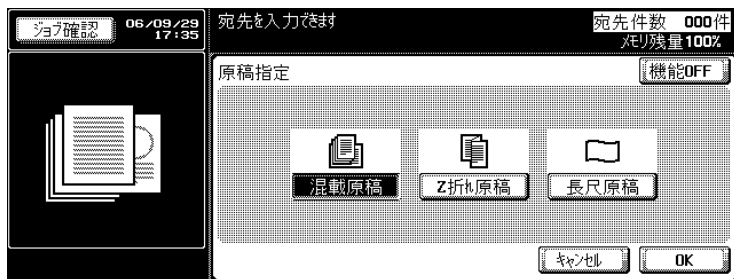 ジョブ確認
06/09/29
17:35
宛先を入力できます
宛先件数 000件
メモリ残量100%
原稿指定
機能OFF
混載原稿
Z折れ原稿
長尺原稿
キャンセル
OK